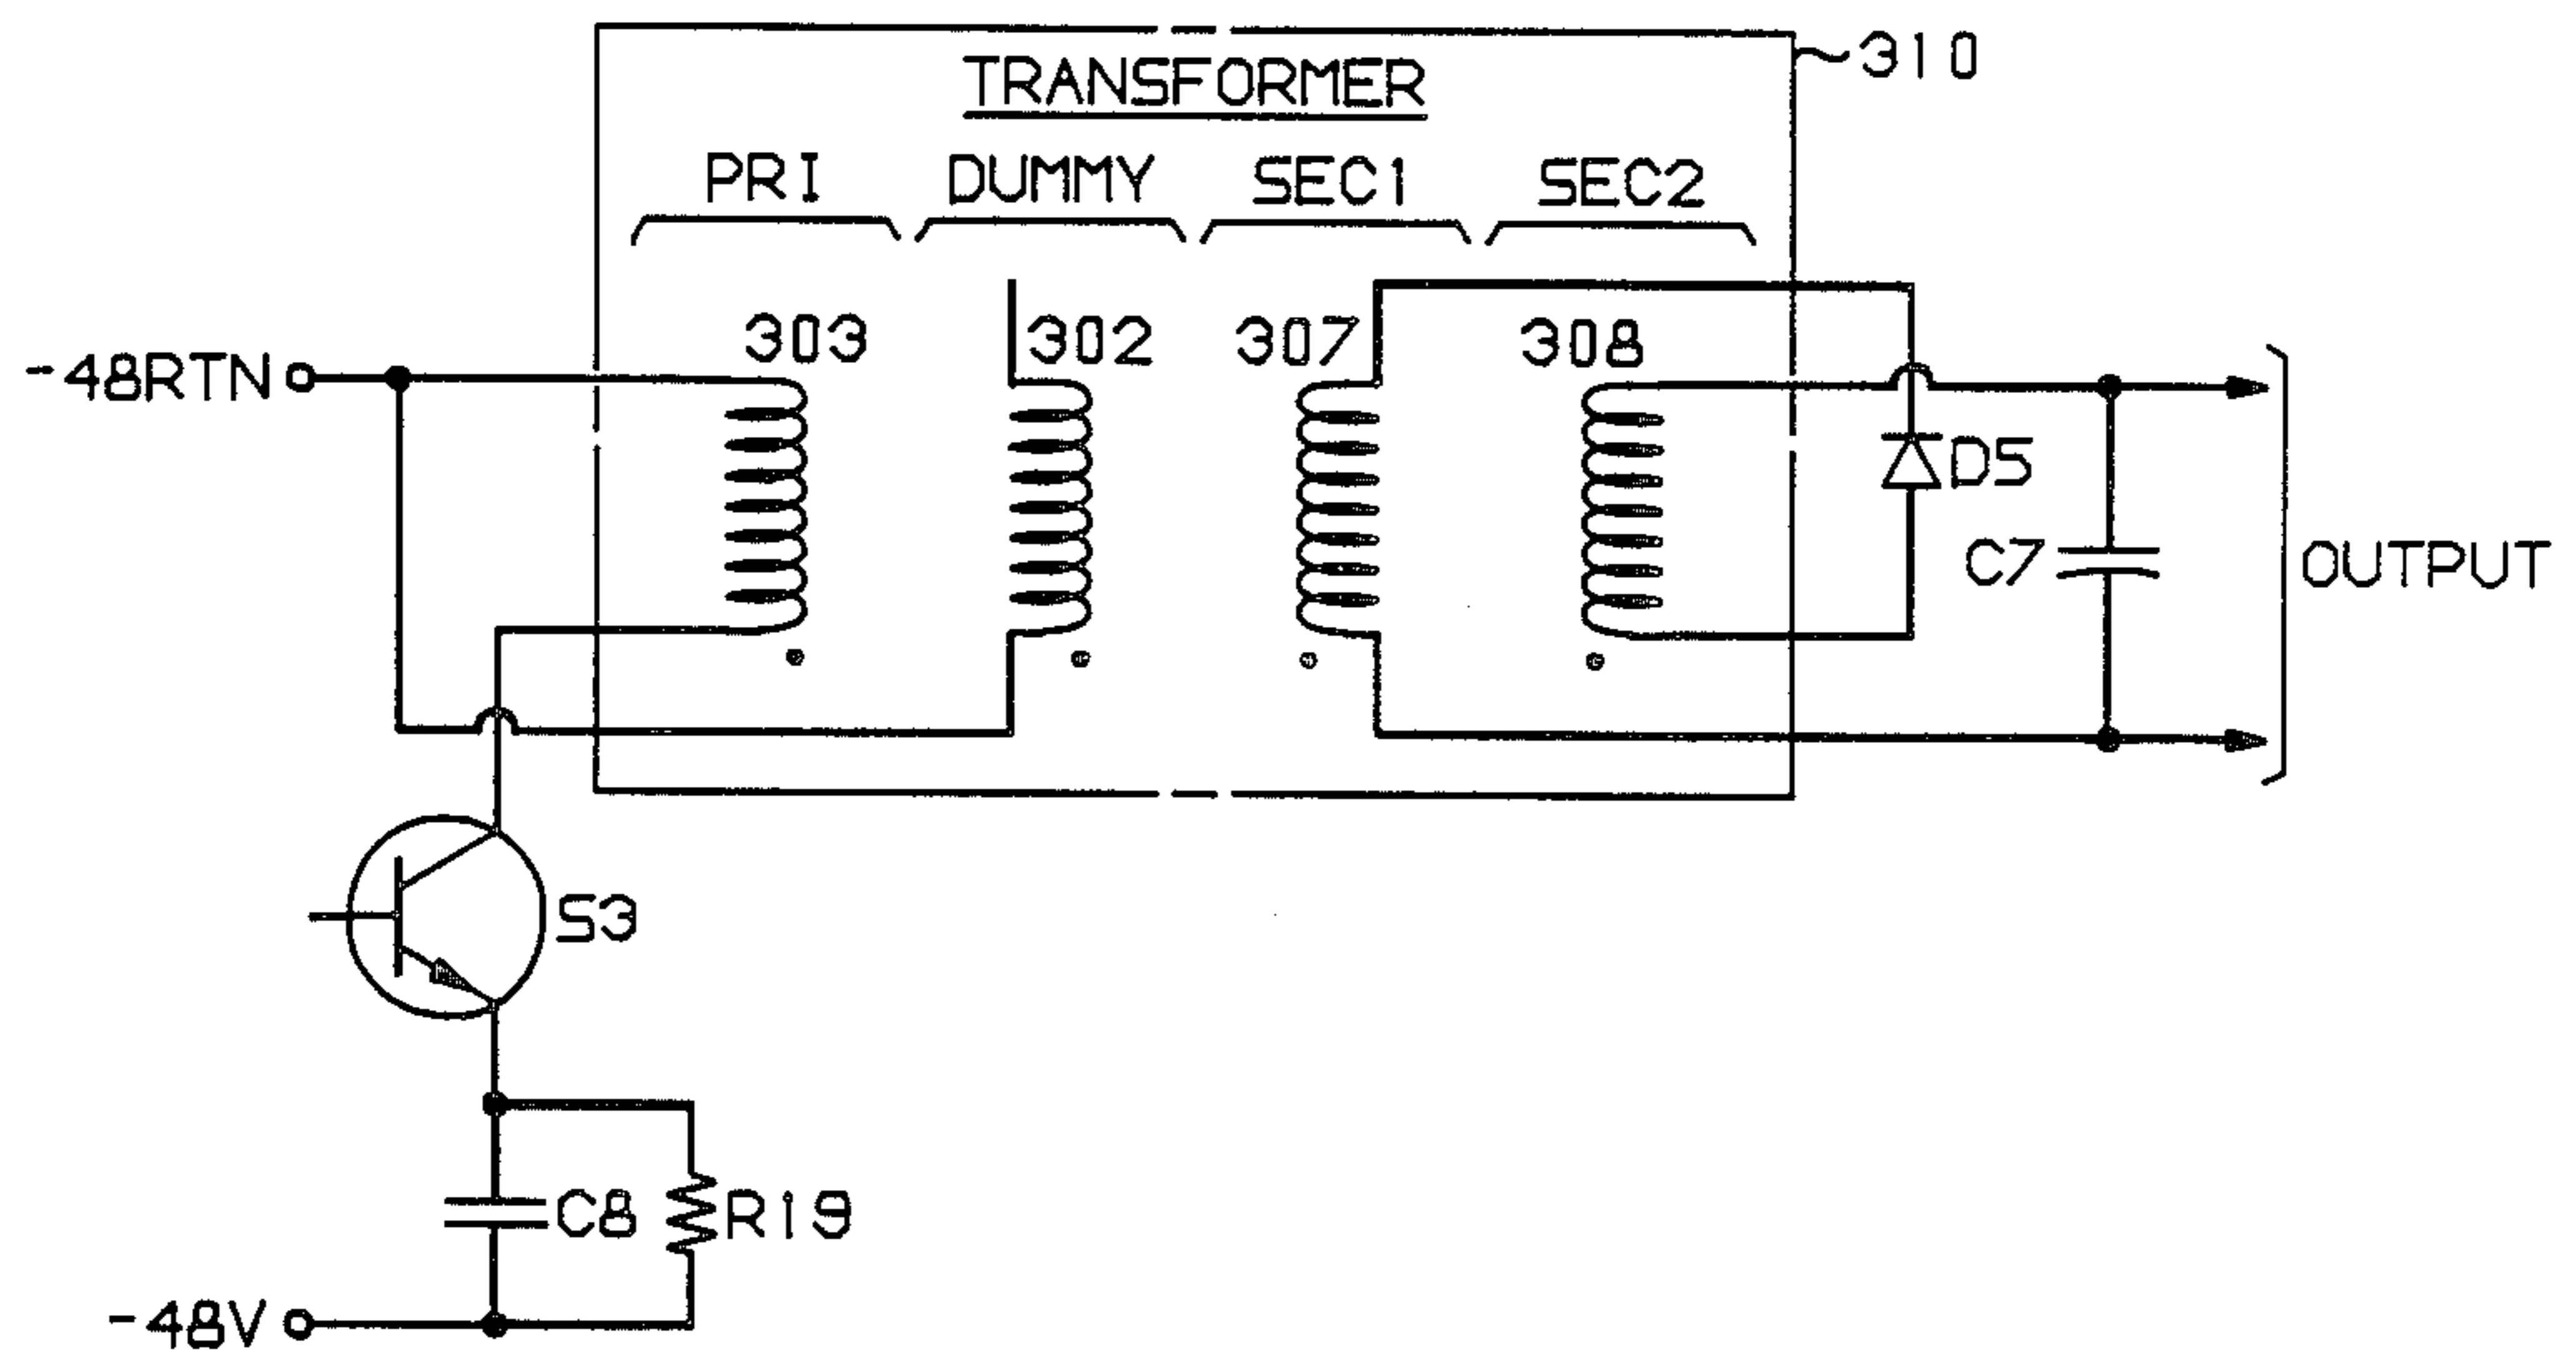 310
TRANSFORMER
PRI DUMMY SEC1 SEC2
303 302 307 308
-48RTN
D5
C7
OUTPUT
S3
C8 R19
-48V